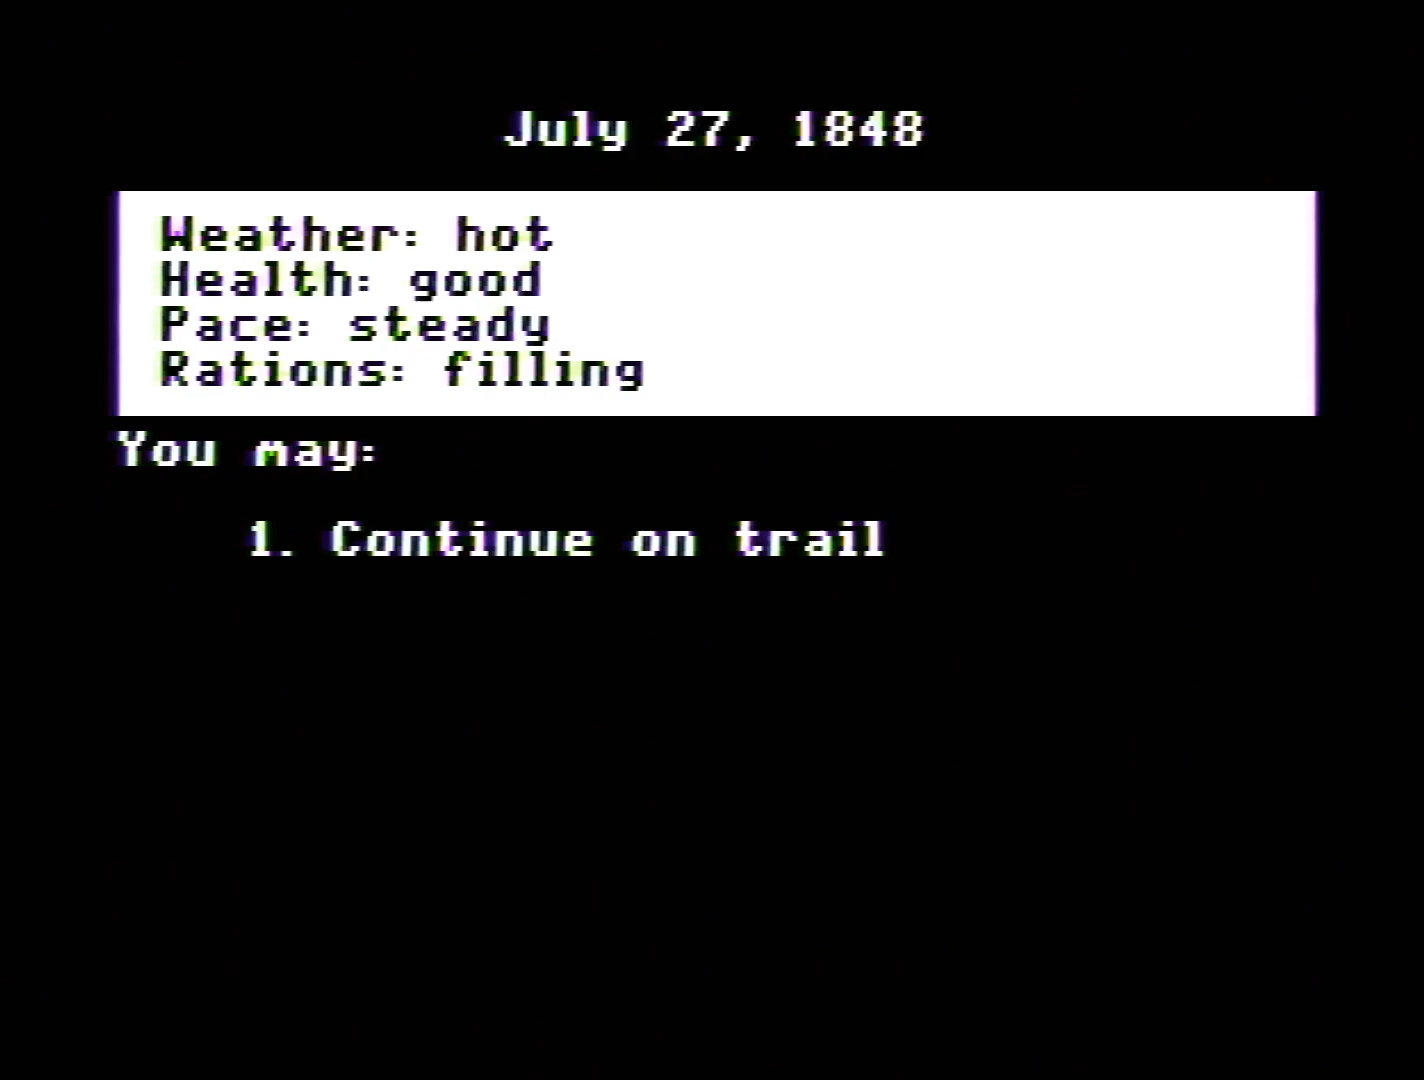 July 27, 1848
Weather: hot
Health: good
Pace: steady
Rations: filling
You may:
1. Continue on trail